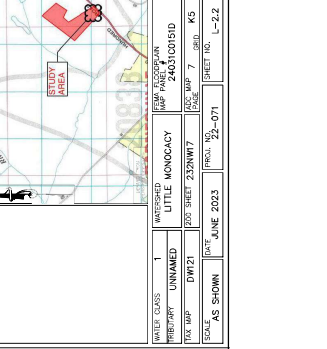 STUDY
AREA
WATER CLASS
1
WATERSHED
LITTLE MONOCACY
FEMA FLOODPLAIN
MAP PANEL #
24031C0151D
TRIBUTARY
UNNAMED
TAX MAP
DW121
200 SHEET
232NW17
ADC MAP
PAGE
7
GRID
K5
SCALE
AS SHOWN
DATE
JUNE 2023
PROJ. NO.
22-071
SHEET NO.
L-2.2